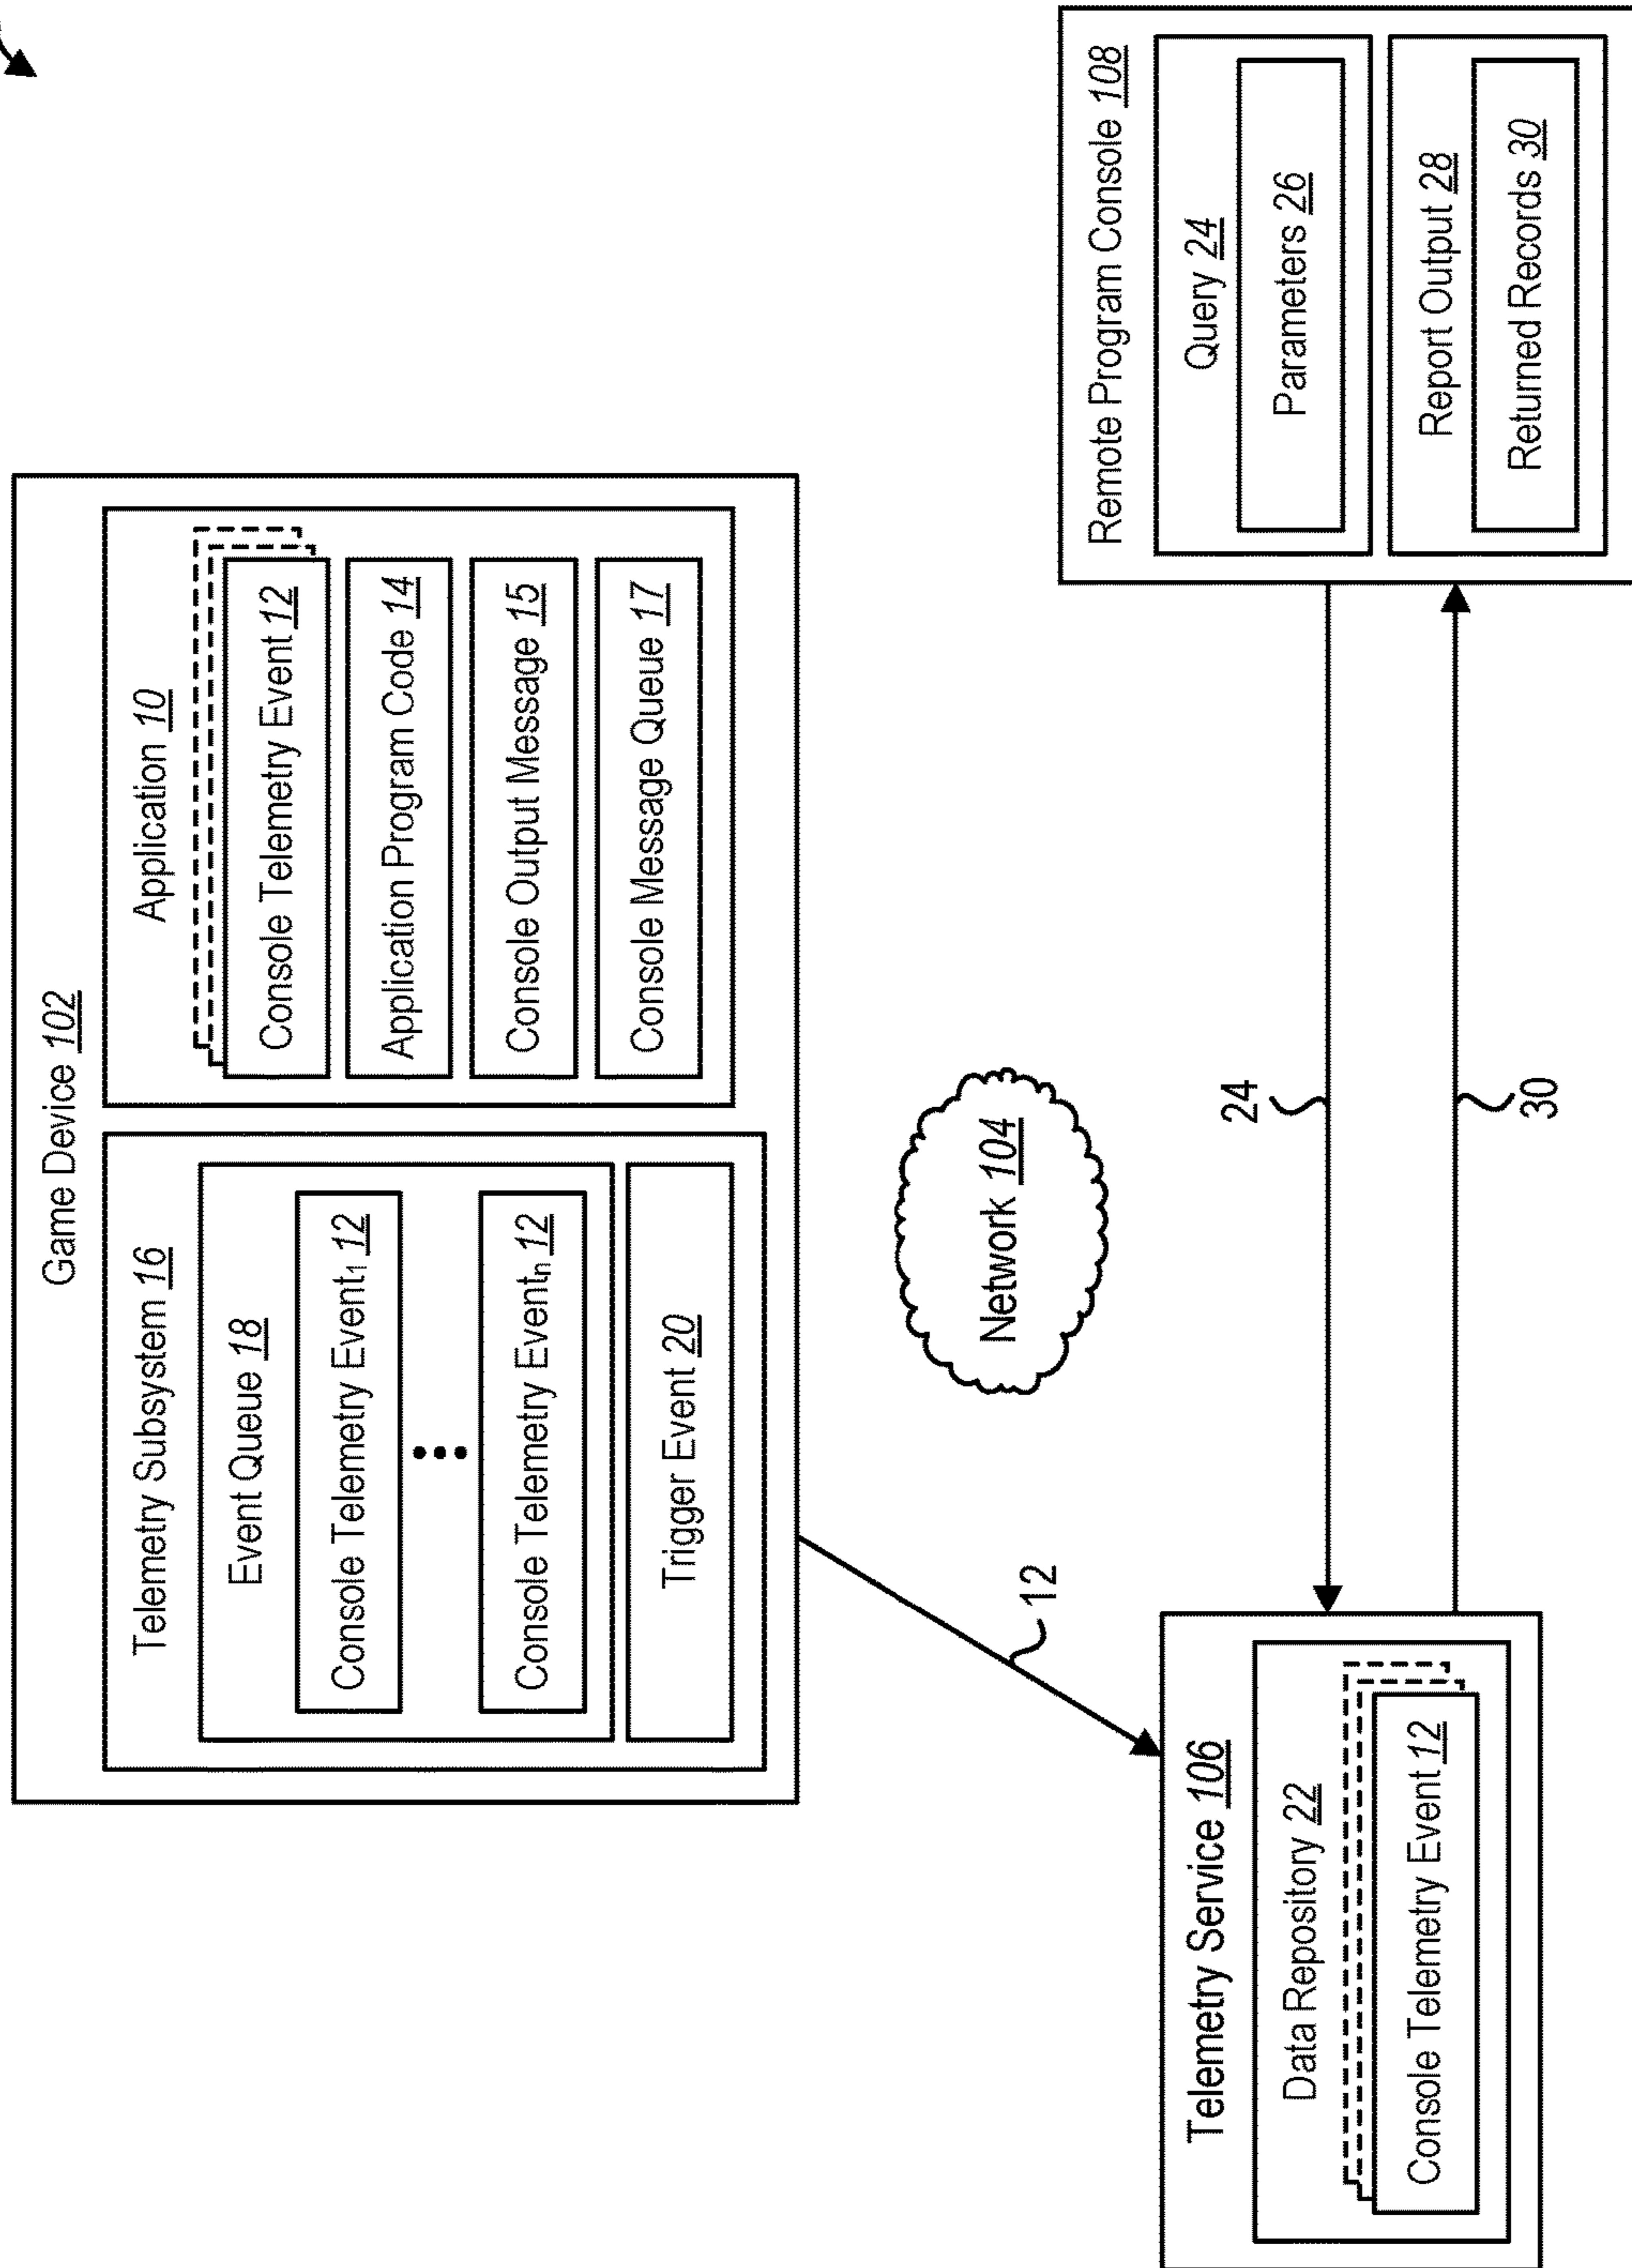 Game Device 102
Telemetry Subsystem 16
Event Queue 18
Console Telemetry Event1 12
Console Telemetry Eventn 12
Trigger Event 20
Application 10
Console Telemetry Event 12
Application Program Code 14
Console Output Message 15
Console Message Queue 17
12
Network 104
Telemetry Service 106
Data Repository 22
Console Telemetry Event 12
24
30
Remote Program Console 108
Query 24
Parameters 26
Report Output 28
Returned Records 30